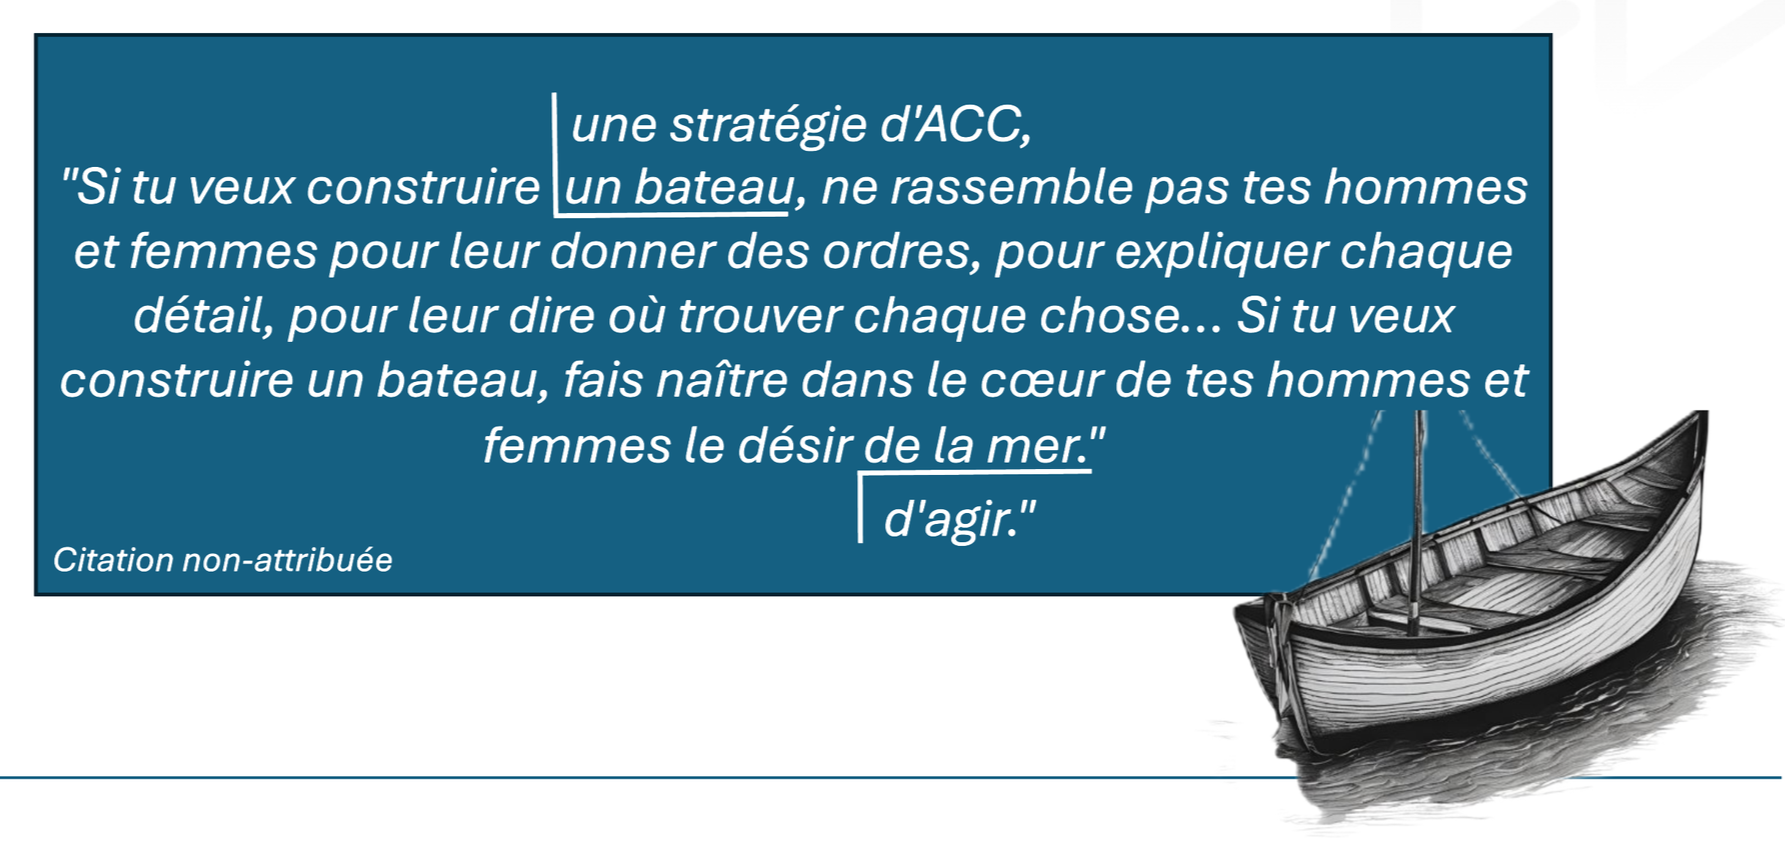 une stratégie d'ACC,
"Si tu veux construire un bateau, ne rassemble pas tes hommes
et femmes pour leur donner des ordres, pour expliquer chaque
détail, pour leur dire où trouver chaque chose... Si tu veux
construire un bateau, fais naître dans le cœur de tes hommes et
femmes le désir de la mer."
d'agir."
Citation non-attribuée